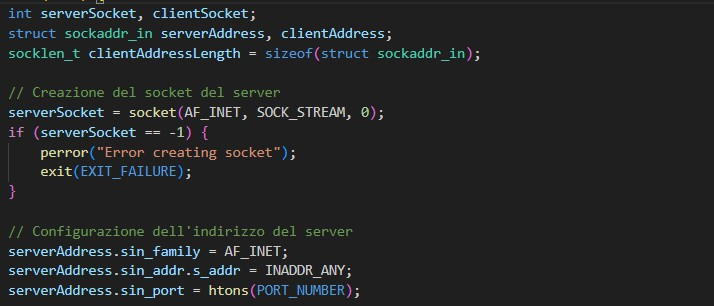 int serverSocket, clientSocket;
struct sockaddr_in serverAddress, clientAddress;
socklen_t clientAddressLength = sizeof(struct sockaddr_in);
// Creazione del socket del server
serverSocket = socket(AF_INET, SOCK_STREAM, 0);
if (serverSocket == -1) {
    perror("Error creating socket");
    exit(EXIT_FAILURE);
}
// Configurazione dell'indirizzo del server
serverAddress.sin_family = AF_INET;
serverAddress.sin_addr.s_addr = INADDR_ANY;
serverAddress.sin_port = htons(PORT_NUMBER);